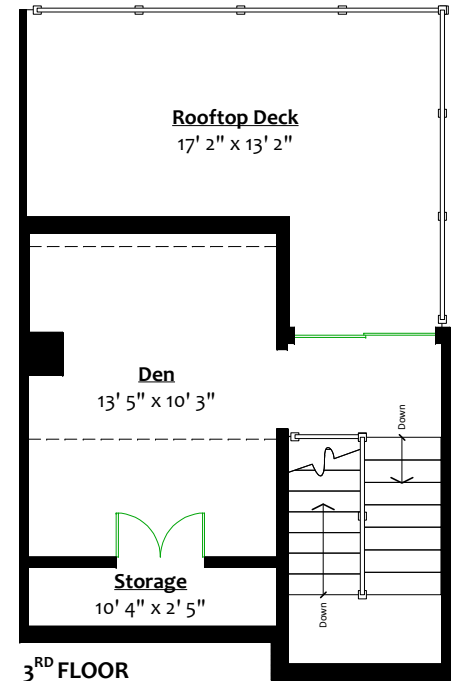 Rooftop Deck
17' 2" x 13' 2"
Den
13' 5" x 10' 3"
Down
Storage
10' 4" x 2' 5"
Down
3RD FLOOR